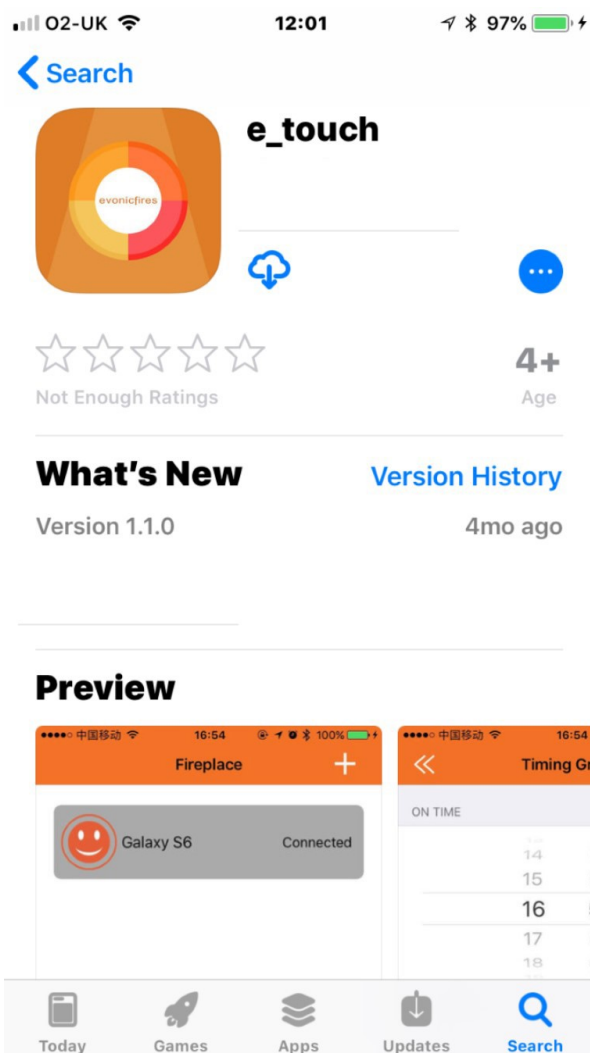 O2-UK 12:01 97%
Search
e_touch
evonicfires
Not Enough Ratings
4+
Age
What's New Version History
Version 1.1.0 4mo ago
Preview
中国移动 16:54 100%
Fireplace +
Galaxy S6 Connected
中国移动 16:54
Timing Gr
ON TIME
14
15
16
17
18
Today Games Apps Updates Search